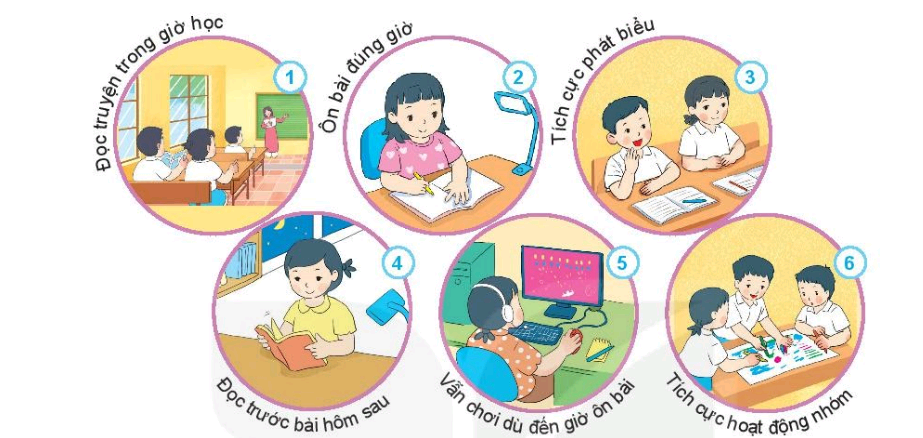 Đọc truyện trong giờ học
1
Ôn bài đúng giờ
2
Tích cực phát biểu
3
Đọc trước bài hôm sau
4
Vẫn chơi dù đến giờ ôn bài
5
Tích cực hoạt động nhóm
6